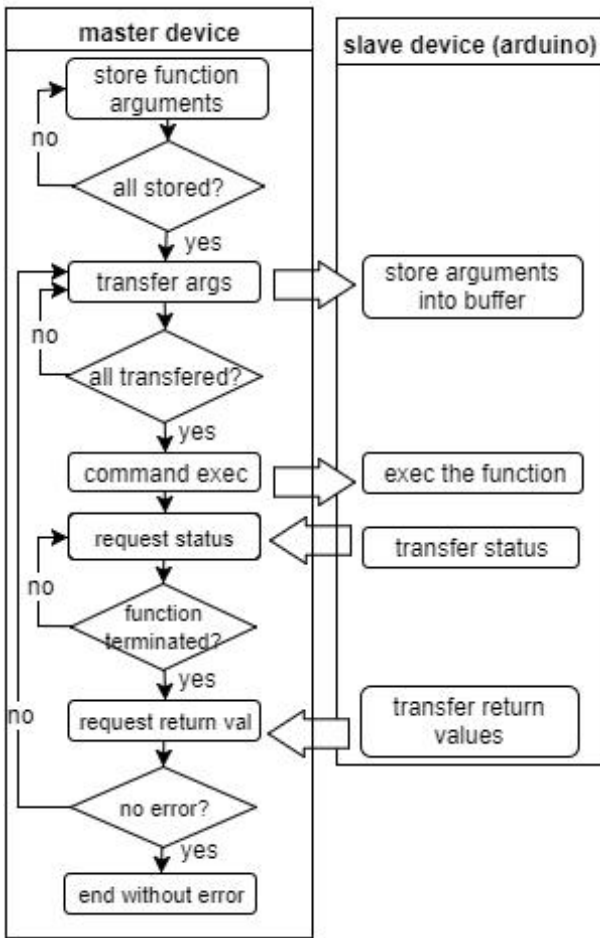 master device
slave device (arduino)
store function
arguments
no
all stored?
yes
transfer args
store arguments
into buffer
no
all transfered?
yes
command exec
exec the function
request status
transfer status
no
function
terminated?
yes
request return val
transfer return
values
no
no error?
yes
end without error